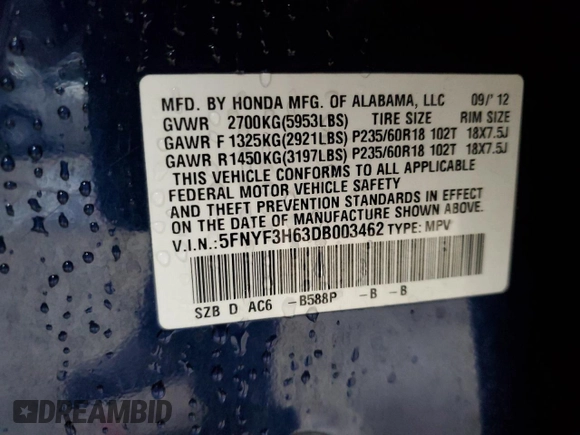 MFD. BY HONDA MFG. OF ALABAMA, LLC 09/'12
GVWR 2700KG(5953LBS) TIRE SIZE RIM SIZE
GAWR F 1325KG(2921LBS) P235/60R18 102T 18X7.5J
GAWR R1450KG(3197LBS) P235/60R18 102T 18X7.5J
THIS VEHICLE CONFORMS TO ALL APPLICABLE
FEDERAL MOTOR VEHICLE SAFETY
AND THEFT PREVENTION STANDARDS IN EFFECT
ON THE DATE OF MANUFACTURE SHOWN ABOVE.
V.I.N.:5FNYF3H63DB003462 TYPE: MPV
SZB D AC6 -B588P -B -B
DREAMBID